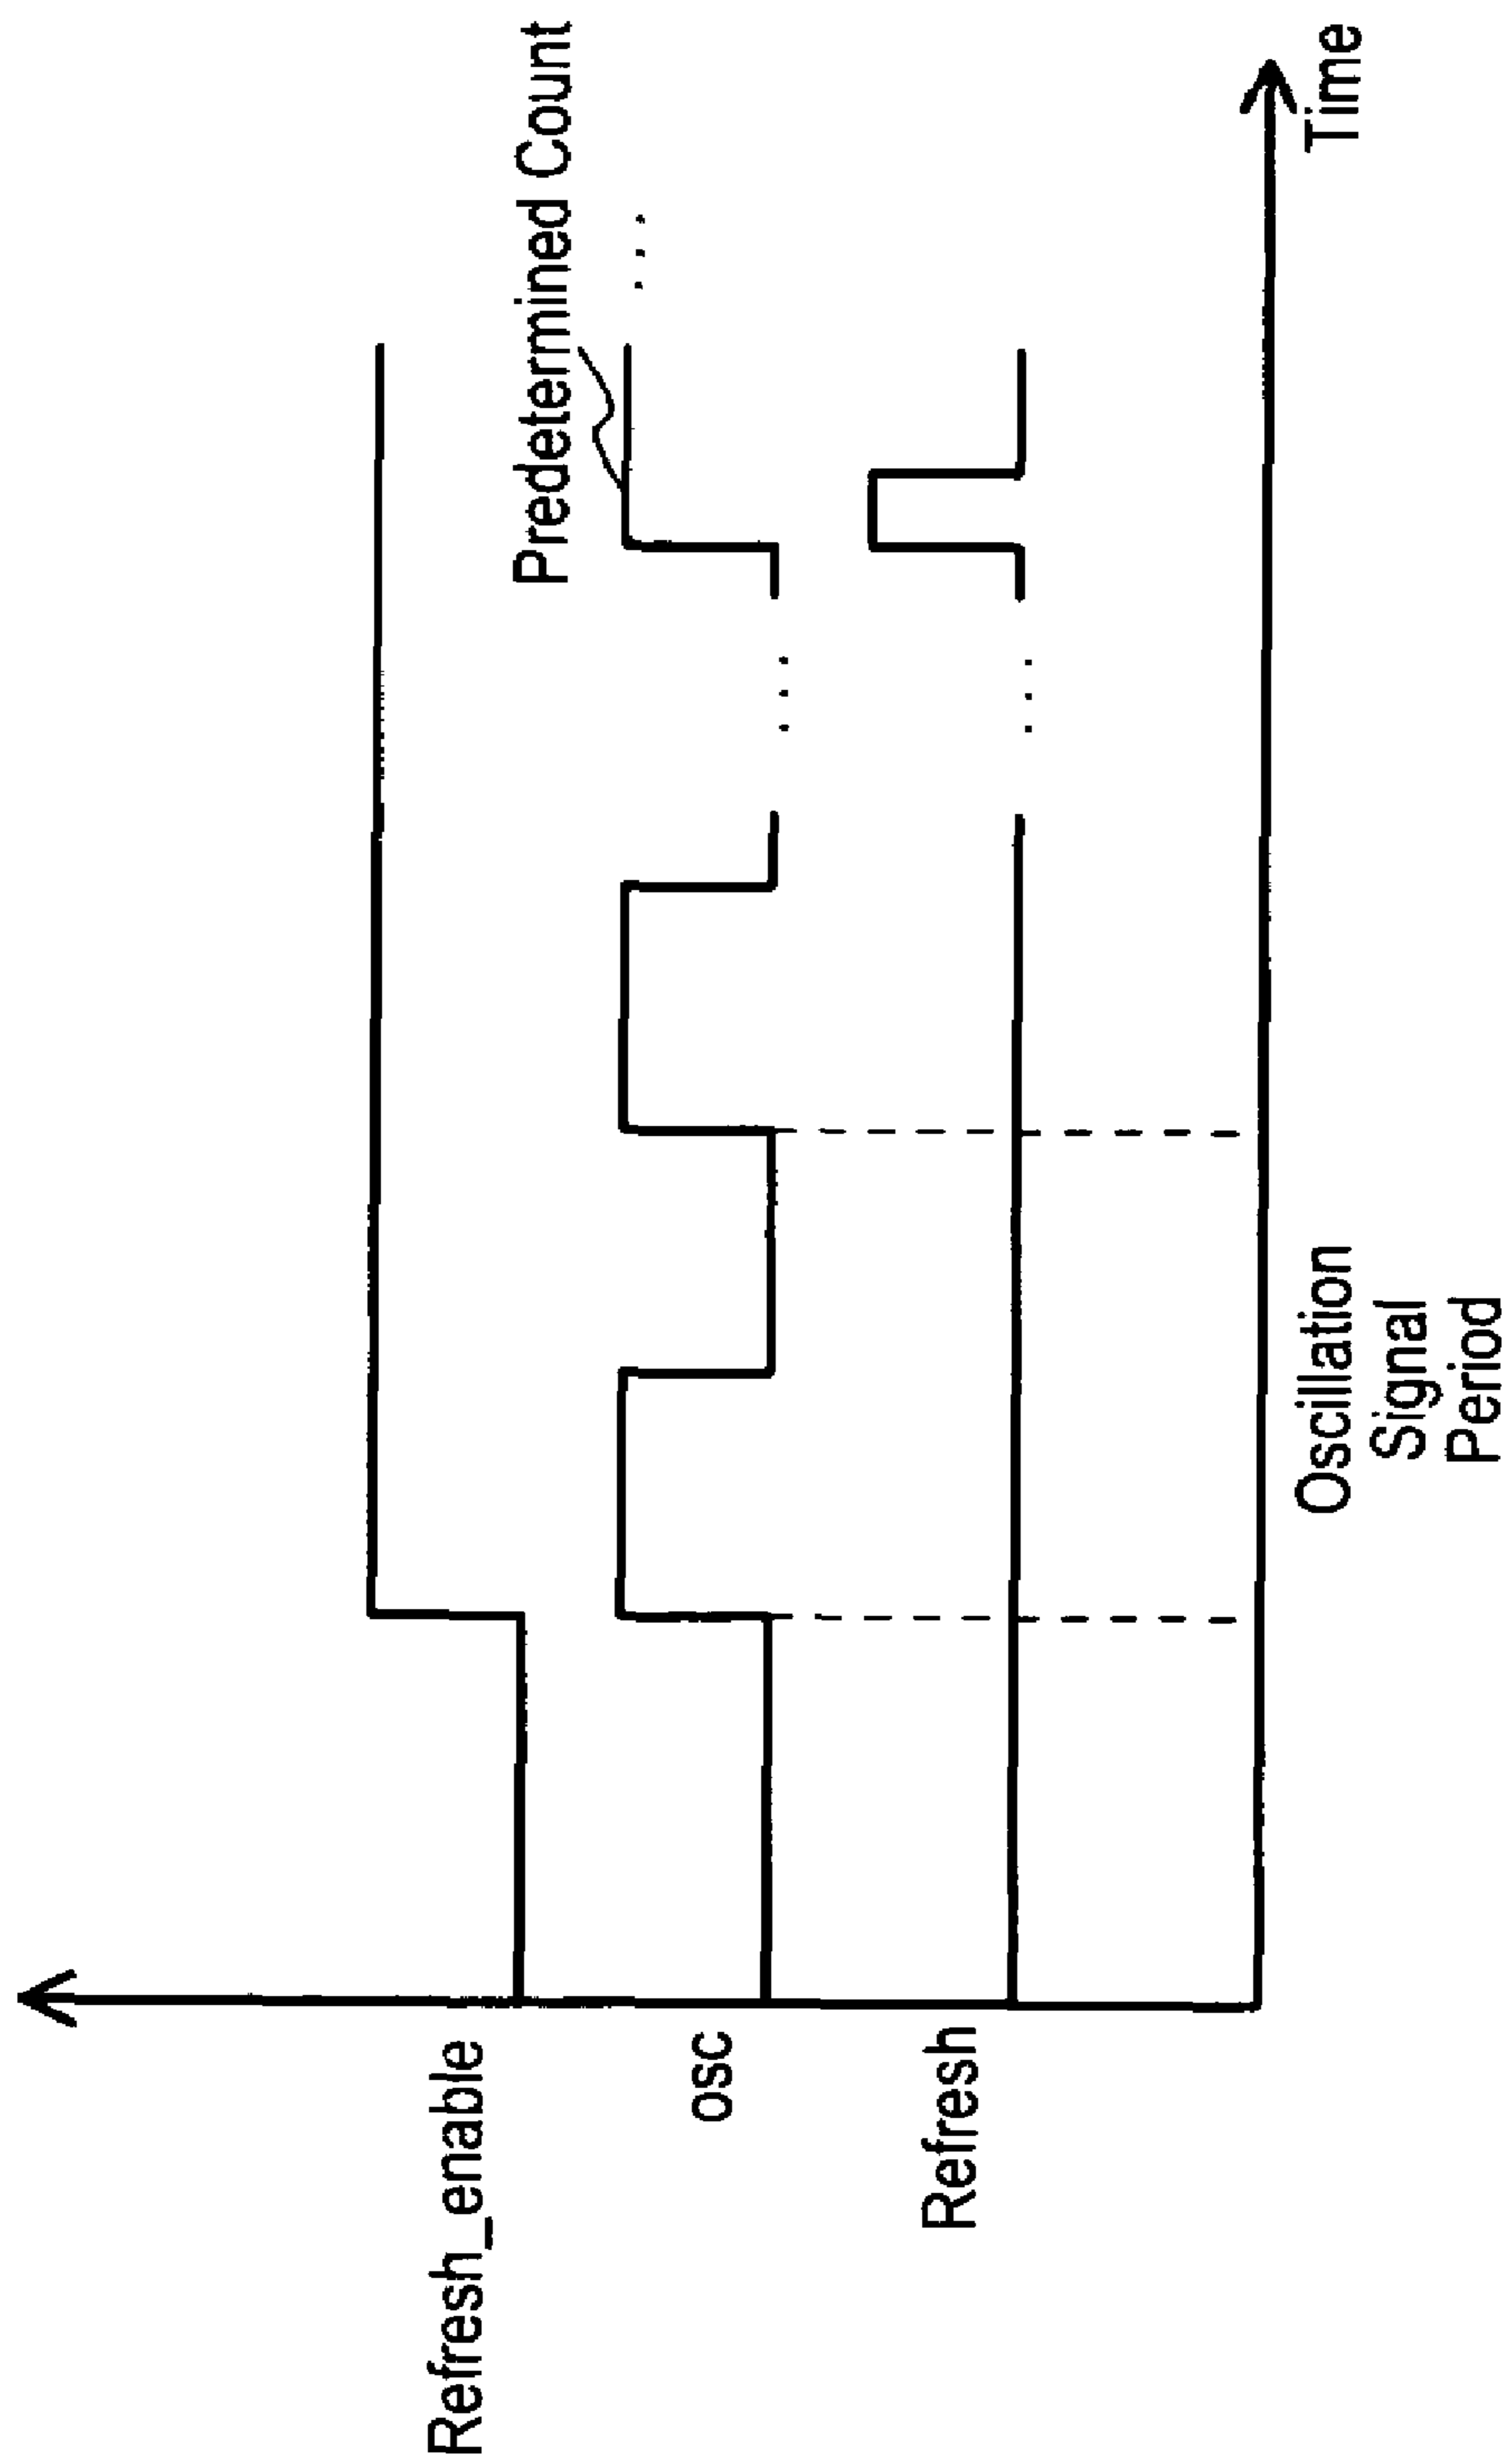 Refresh_enable
Predetermined Count
osc
Refresh
Oscillation
Signal
Period
Time